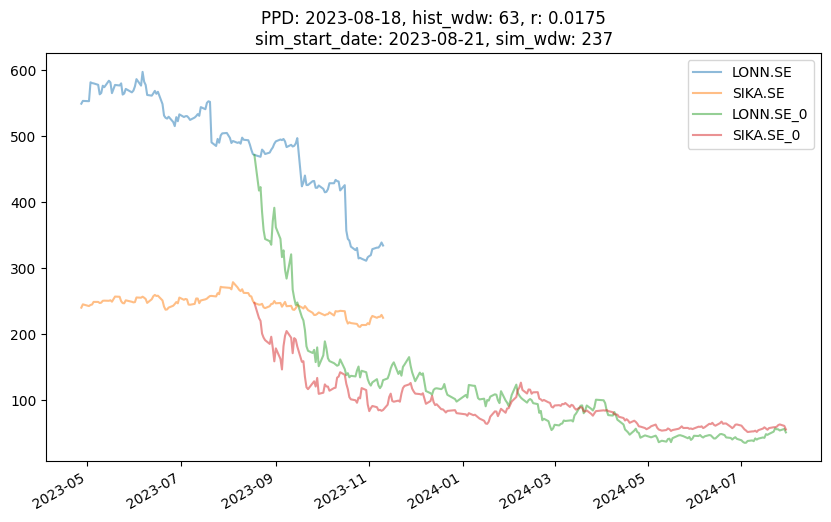 PPD: 2023-08-18, hist_wdw: 63, r: 0.0175
sim_start_date: 2023-08-21, sim_wdw: 237
LONN.SE
SIKA.SE
LONN.SE_0
SIKA.SE_0
600
500
400
300
200
100
2023-05
2023-07
2023-09
2023-11
2024-01
2024-03
2024-05
2024-07